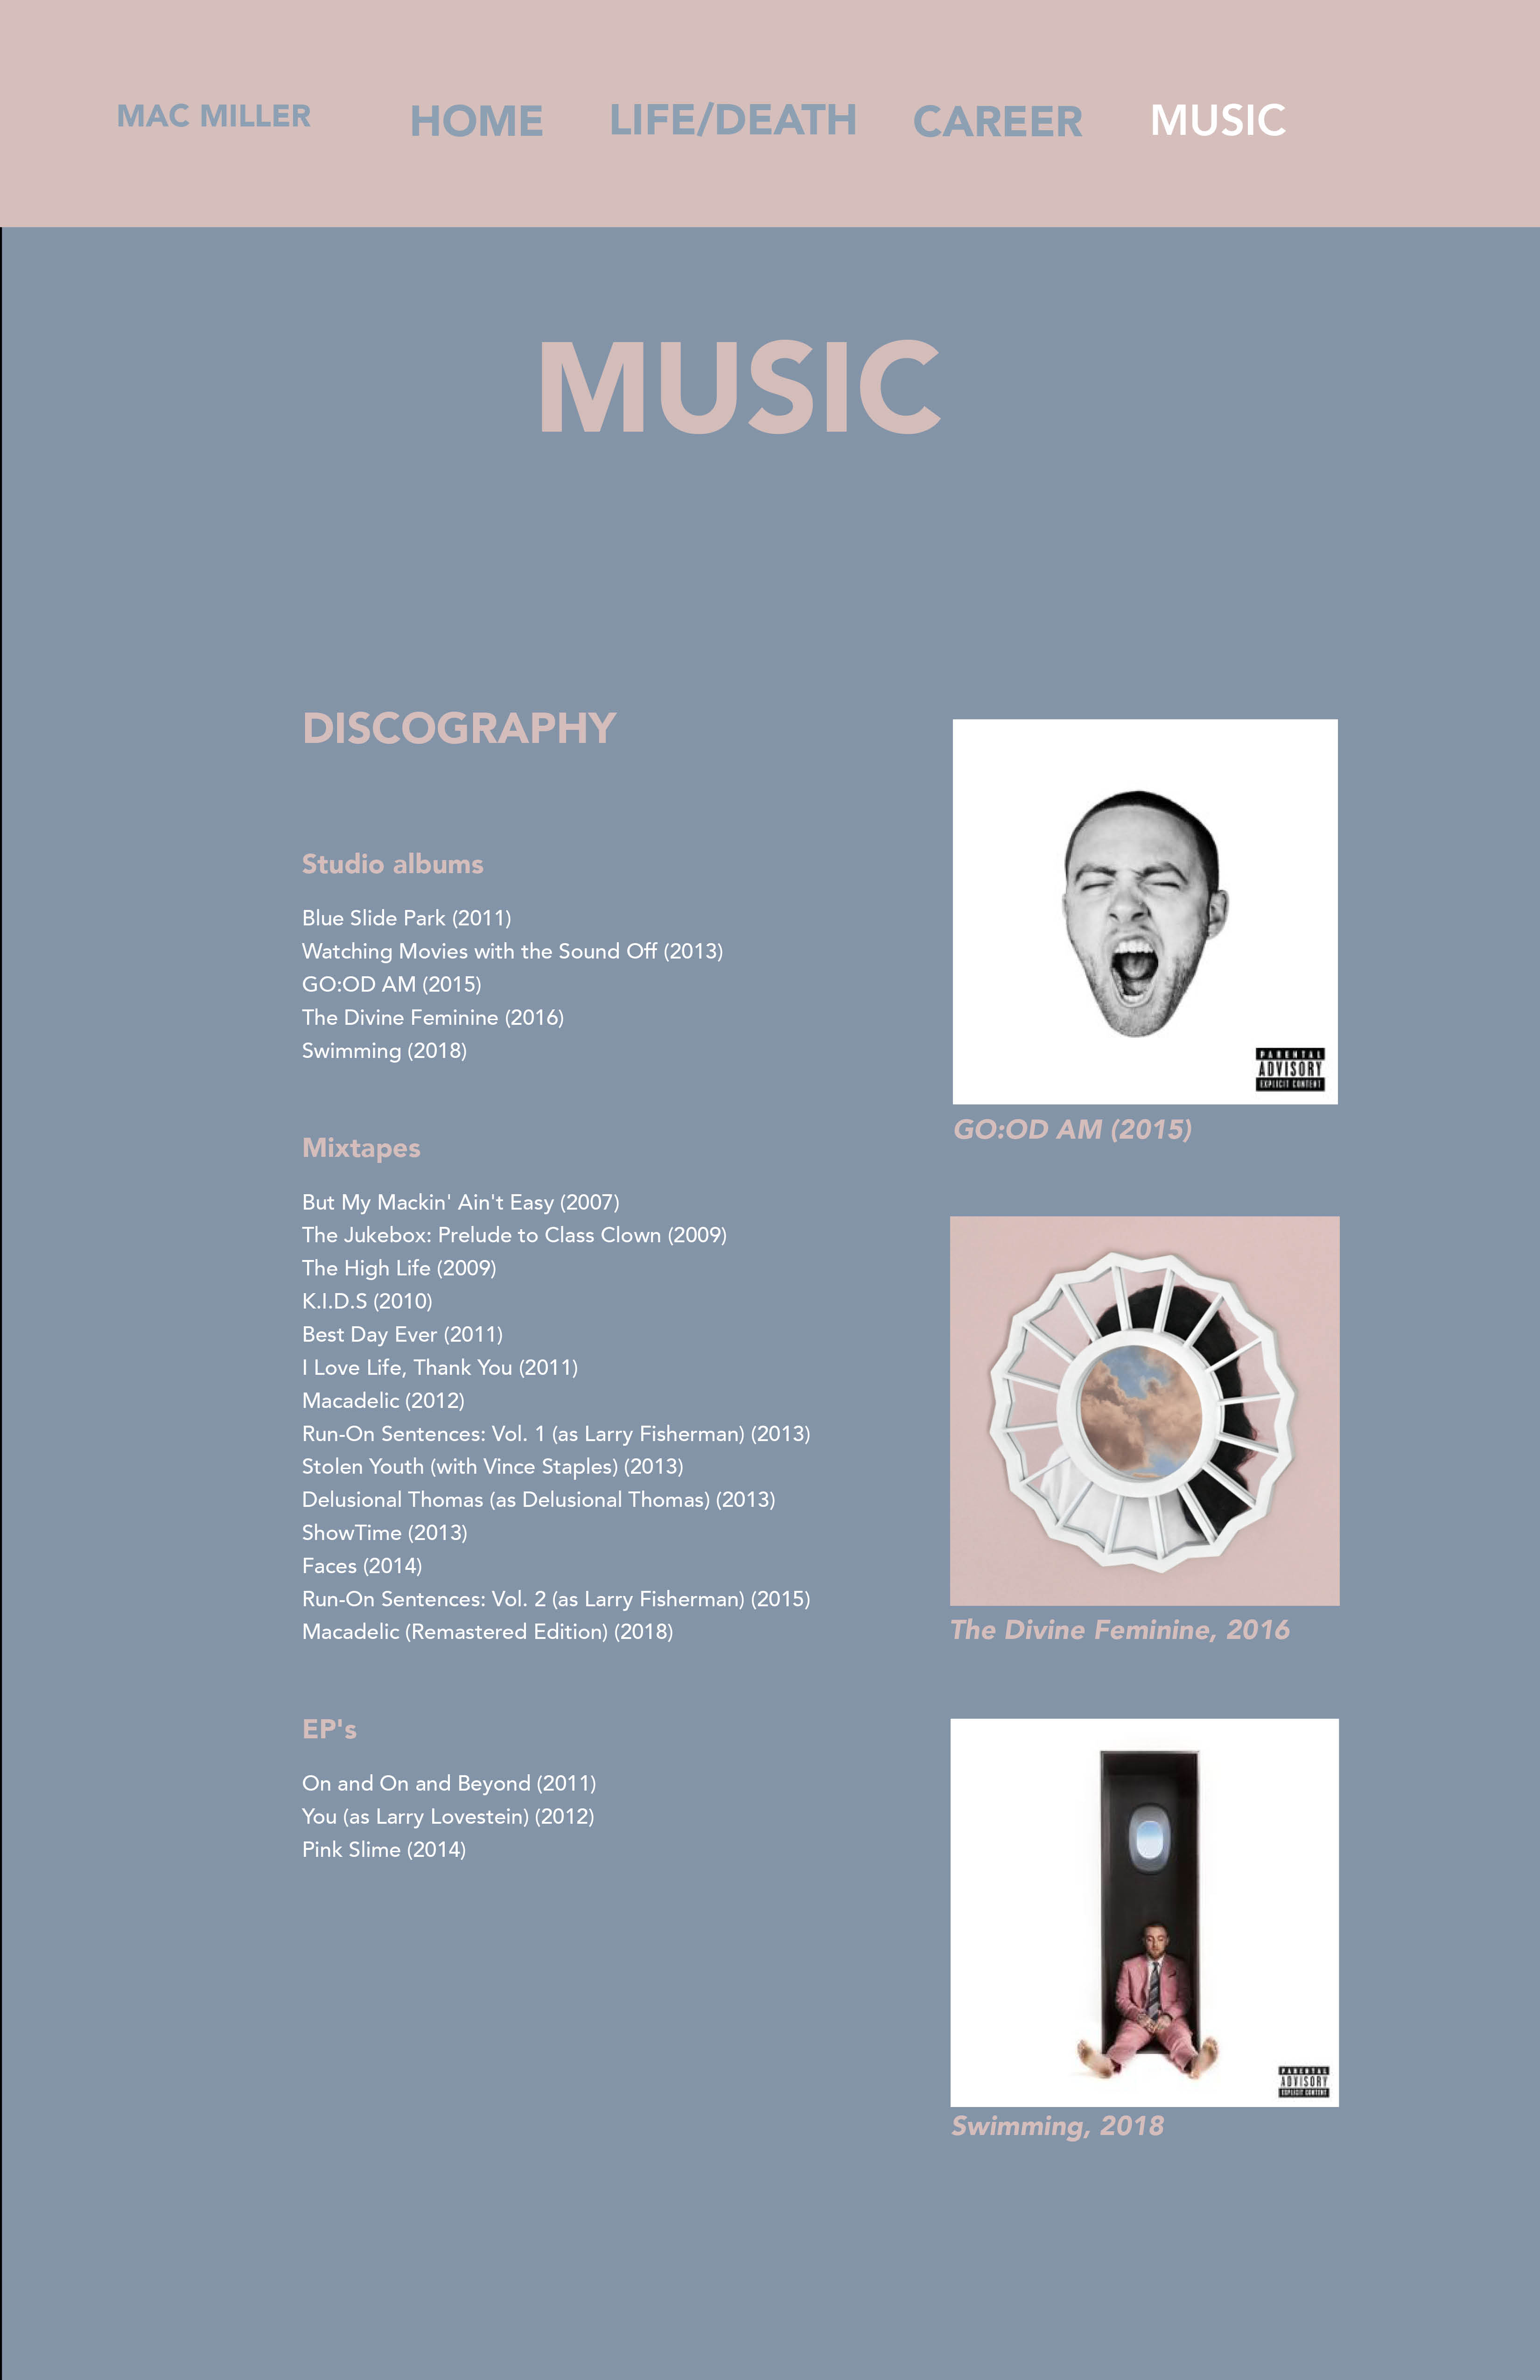 MAC MILLER
HOME
LIFE/DEATH
CAREER
MUSIC
MUSIC
DISCOGRAPHY
Studio albums
Blue Slide Park (2011)
Watching Movies with the Sound Off (2013)
GO:OD AM (2015)
The Divine Feminine (2016)
Swimming (2018)
Mixtapes
But My Mackin' Ain't Easy (2007)
The Jukebox: Prelude to Class Clown (2009)
The High Life (2009)
K.I.D.S (2010)
Best Day Ever (2011)
I Love Life, Thank You (2011)
Macadelic (2012)
Run-On Sentences: Vol. 1 (as Larry Fisherman) (2013)
Stolen Youth (with Vince Staples) (2013)
Delusional Thomas (as Delusional Thomas) (2013)
ShowTime (2013)
Faces (2014)
Run-On Sentences: Vol. 2 (as Larry Fisherman) (2015)
Macadelic (Remastered Edition) (2018)
EP's
On and On and Beyond (2011)
You (as Larry Lovestein) (2012)
Pink Slime (2014)
PARENTAL
ADVISORY
EXPLICIT CONTENT
GO:OD AM (2015)
The Divine Feminine, 2016
PARENTAL
ADVISORY
EXPLICIT CONTENT
Swimming, 2018